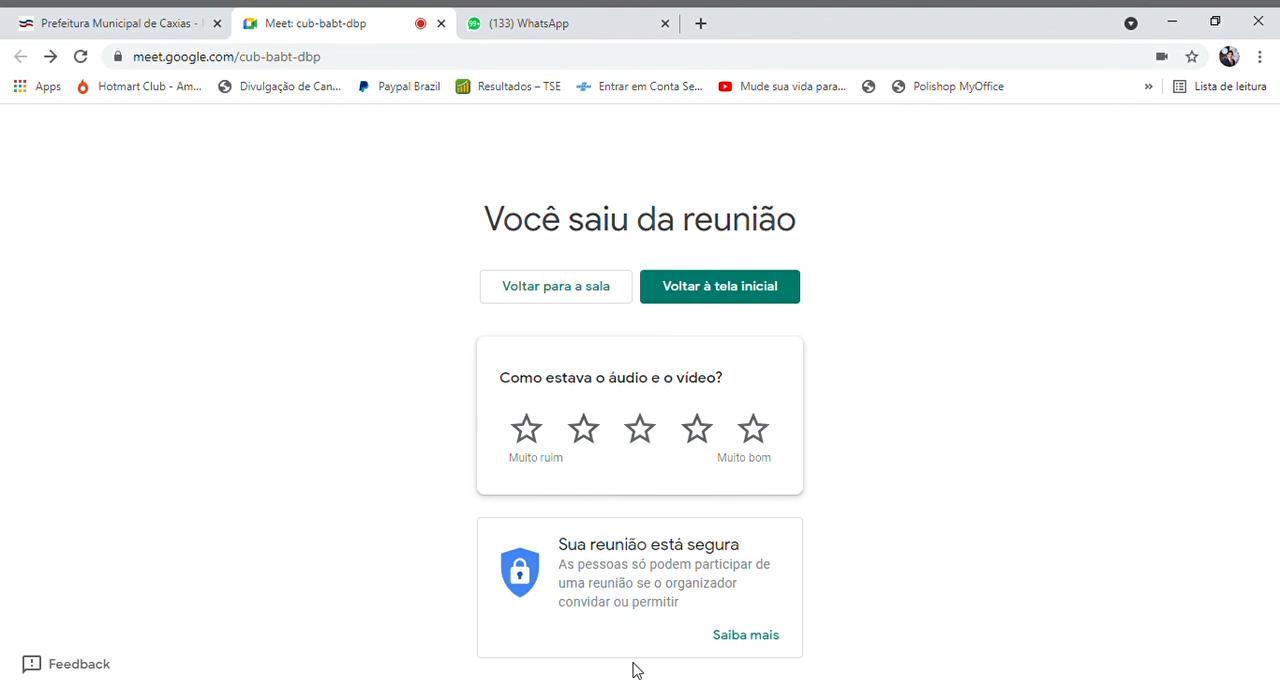 Prefeitura Municipal de Caxias -
Meet: cub-babt-dbp
99+
(133) WhatsApp
meet.google.com/cub-babt-dbp
Apps
Hotmart Club - Am...
Divulgação de Can...
Paypal Brazil
Resultados – TSE
Entrar em Conta Se...
Mude sua vida para...
Polishop MyOffice
»
Lista de leitura
Você saiu da reunião
Voltar para a sala
Voltar à tela inicial
Como estava o áudio e o vídeo?
Muito ruim
Muito bom
Sua reunião está segura
As pessoas só podem participar de
uma reunião se o organizador
convidar ou permitir
Saiba mais
Feedback